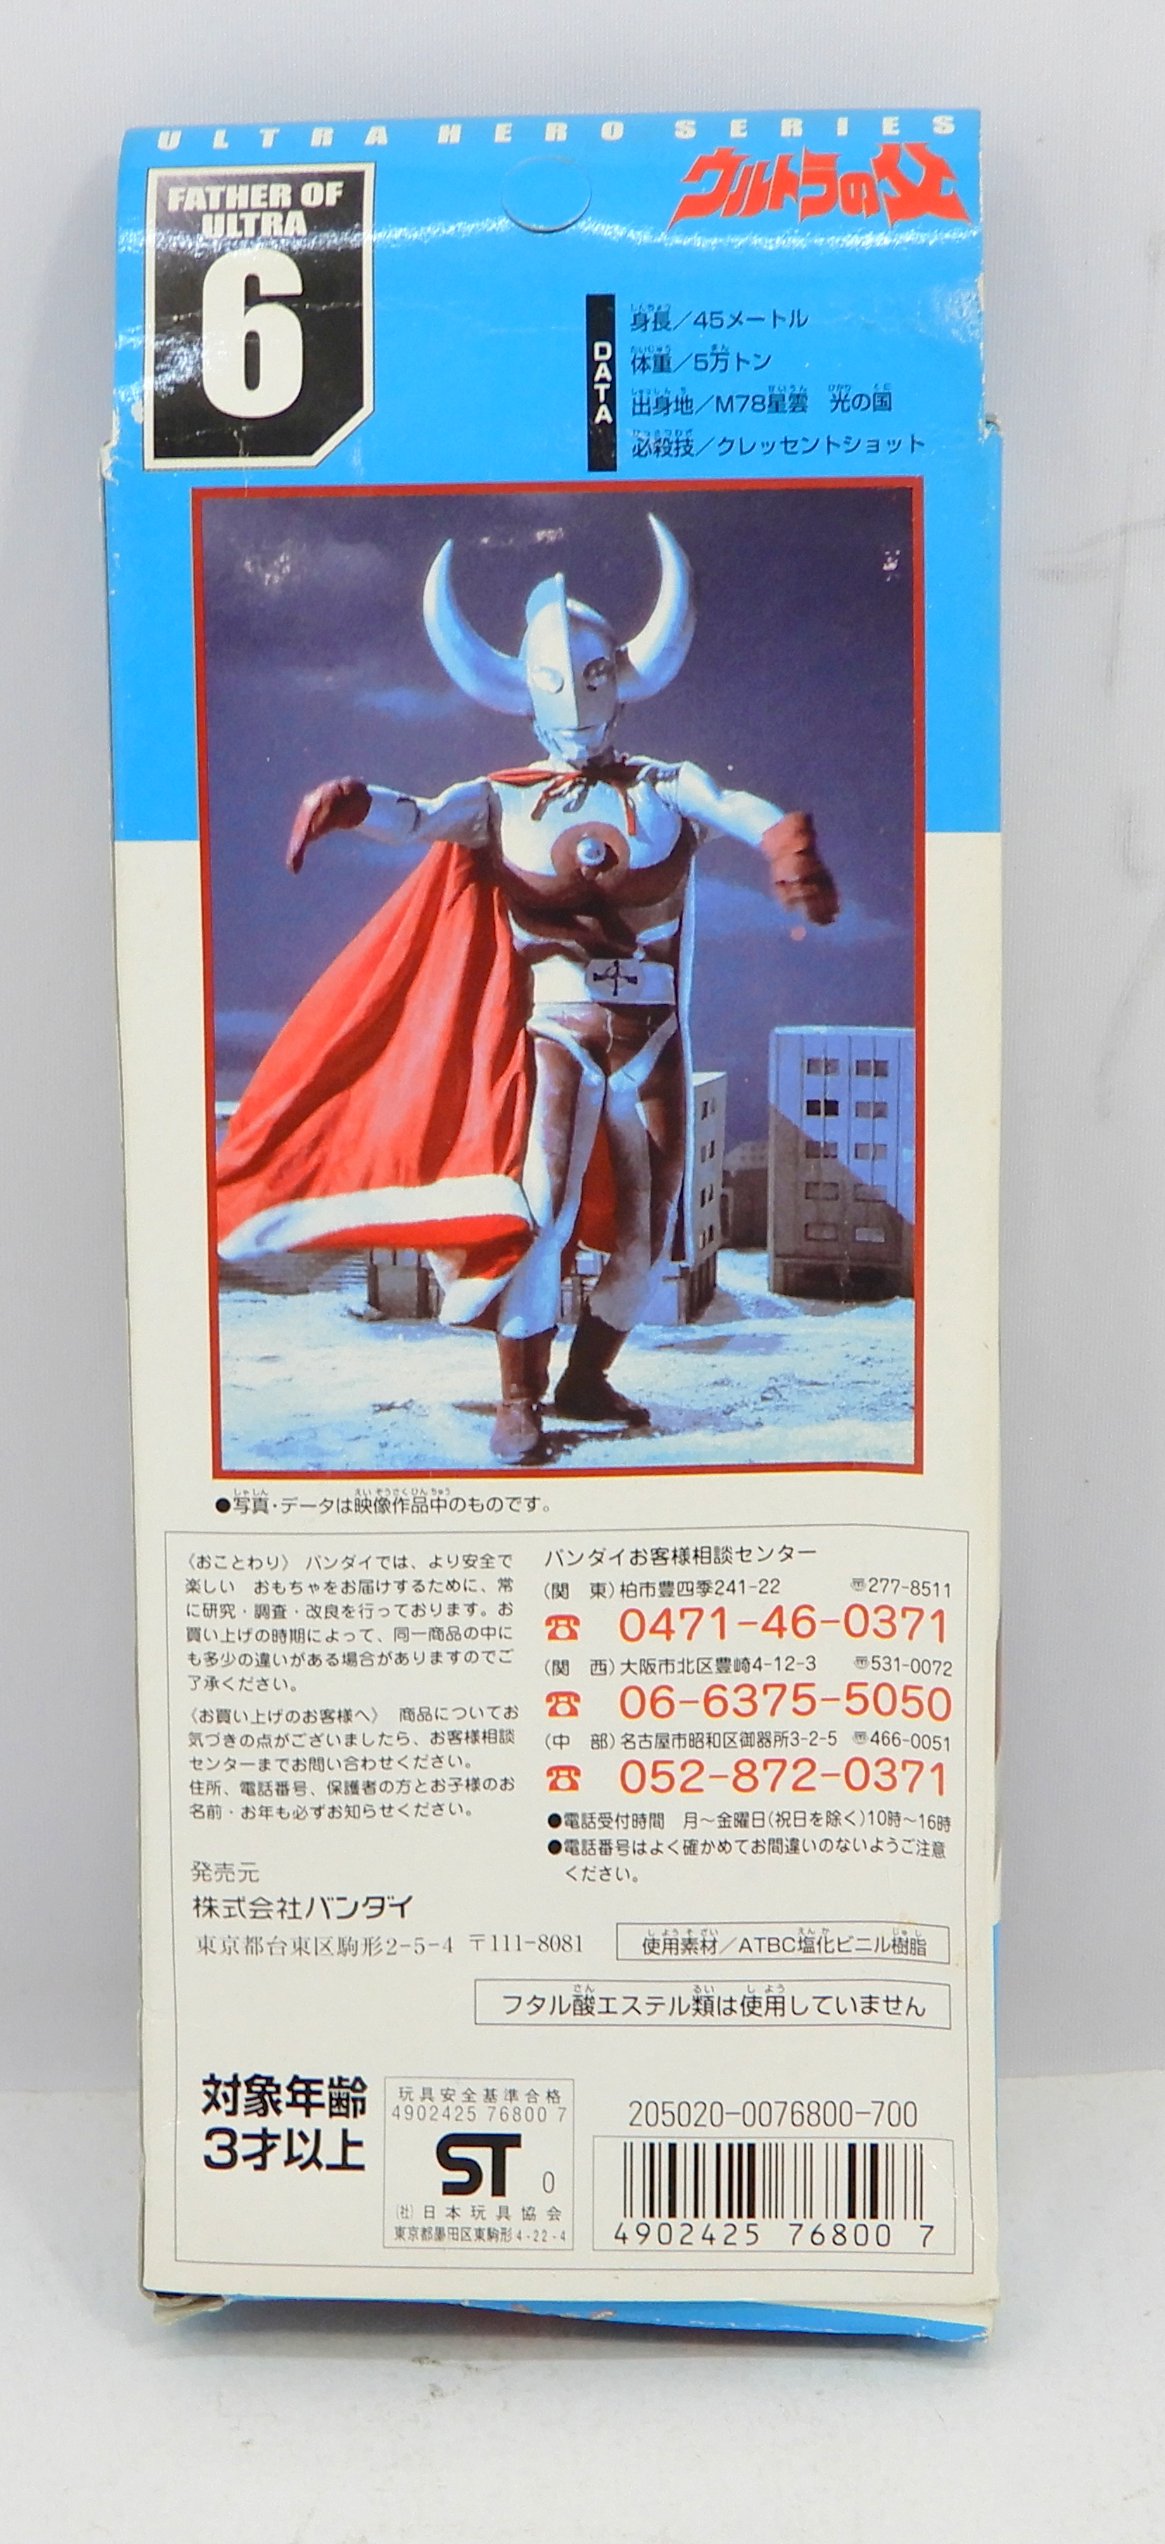 ULTRA HERO SERIES
FATHER OF
ULTRA
6
ウルトラの父
DATA
身長／45メートル
体重／5万トン
出身地／M78星雲　光の国
必殺技／クレッセントショット
●写真・データは映像作品中のものです。
〈おことわり〉 バンダイでは、より安全で
楽しい　おもちゃをお届けするために、常
に研究・調査・改良を行っております。お
買い上げの時期によって、同一商品の中に
も多少の違いがある場合がありますのでご
了承ください。
〈お買い上げのお客様へ〉　商品についてお
気づきの点がございましたら、お客様相談
センターまでお問い合わせください。
住所、電話番号、保護者の方とお子様のお
名前・お年も必ずお知らせください。
バンダイお客様相談センター
(関　東)柏市豊四季241-22　〠277-8511
☎ 0471-46-0371
(関　西)大阪市北区豊崎4-12-3　〠531-0072
☎ 06-6375-5050
(中　部)名古屋市昭和区御器所3-2-5　〠466-0051
☎ 052-872-0371
●電話受付時間　月〜金曜日(祝日を除く)10時〜16時
●電話番号はよく確かめてお間違いのないようご注意
ください。
発売元
株式会社バンダイ
東京都台東区駒形2-5-4 〒111-8081
使用素材／ATBC塩化ビニル樹脂
フタル酸エステル類は使用していません
対象年齢
3才以上
玩具安全基準合格
4902425 76800 7
ST 0
(社)日本玩具協会
東京都墨田区東駒形4-22-4
205020-0076800-700
4902425 76800 7